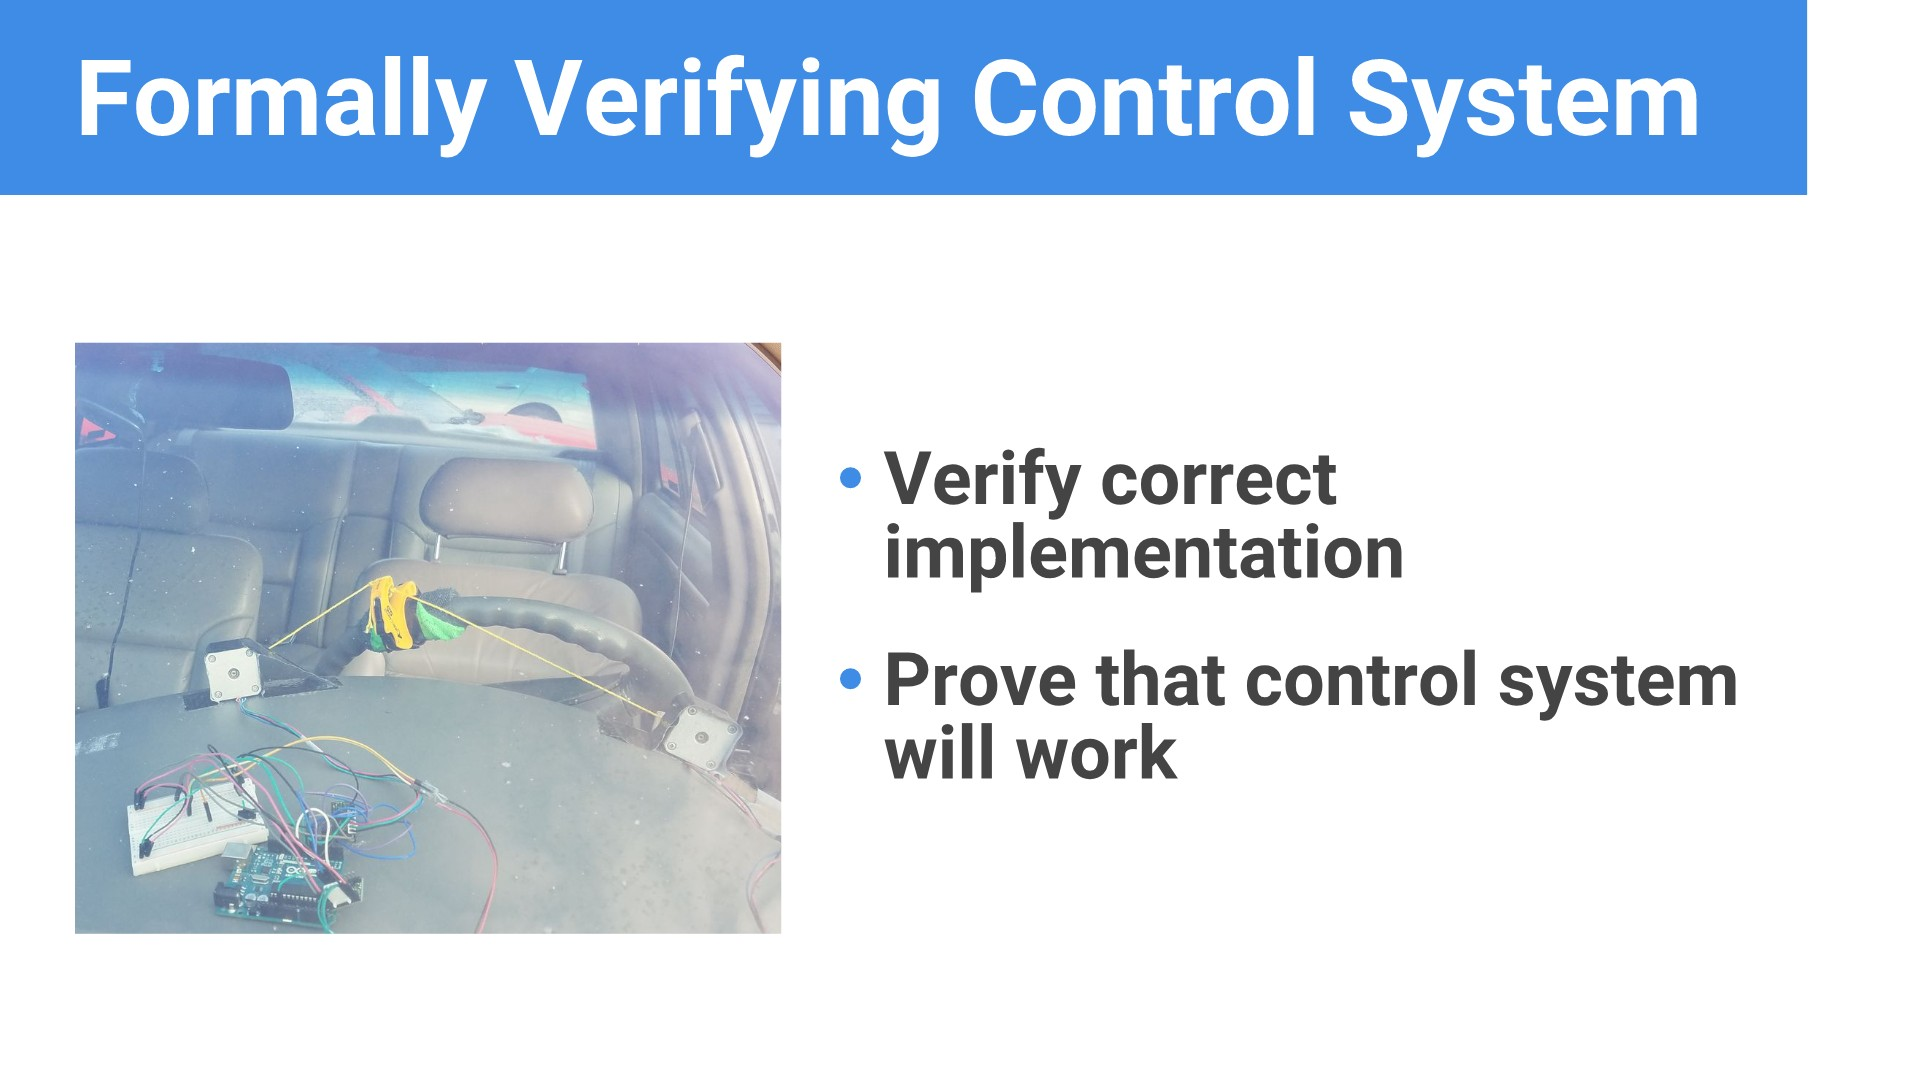 Formally Verifying Control System
• Verify correct
implementation
• Prove that control system
will work